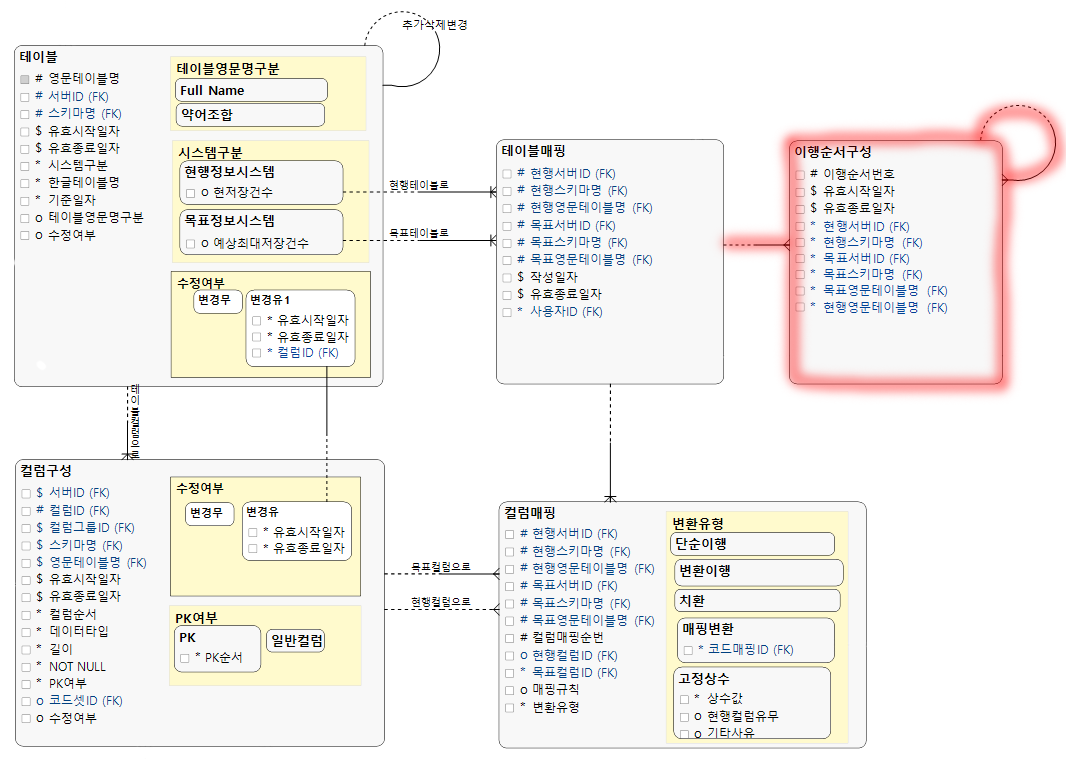 추가삭제변경
테이블
# 영문테이블명
# 서버ID (FK)
# 스키마명 (FK)
$ 유효시작일자
$ 유효종료일자
* 시스템구분
* 한글테이블명
* 기준일자
o 테이블영문명구분
o 수정여부
테이블영문명구분
Full Name
약어조합
시스템구분
현행정보시스템
o 현저장건수
목표정보시스템
o 예상최대저장건수
수정여부
변경무
변경유1
* 유효시작일자
* 유효종료일자
* 컬럼ID (FK)
현행테이블로
목표테이블로
테이블매핑
# 현행서버ID (FK)
# 현행스키마명 (FK)
# 현행영문테이블명 (FK)
# 목표서버ID (FK)
# 목표스키마명 (FK)
# 목표영문테이블명 (FK)
$ 작성일자
$ 유효종료일자
* 사용자ID (FK)
이행순서구성
# 이행순서번호
$ 유효시작일자
$ 유효종료일자
* 현행서버ID (FK)
* 현행스키마명 (FK)
* 목표서버ID (FK)
* 목표스키마명 (FK)
* 목표영문테이블명 (FK)
* 현행영문테이블명 (FK)
테이블컬럼으로
컬럼구성
$ 서버ID (FK)
# 컬럼ID (FK)
$ 컬럼그룹ID (FK)
$ 스키마명 (FK)
$ 영문테이블명 (FK)
$ 유효시작일자
$ 유효종료일자
* 컬럼순서
* 데이터타입
* 길이
* NOT NULL
* PK여부
o 코드셋ID (FK)
o 수정여부
수정여부
변경무
변경유
* 유효시작일자
* 유효종료일자
PK여부
PK
* PK순서
일반컬럼
목표컬럼으로
현행컬럼으로
컬럼매핑
# 현행서버ID (FK)
# 현행스키마명 (FK)
# 현행영문테이블명 (FK)
# 목표서버ID (FK)
# 목표스키마명 (FK)
# 목표영문테이블명 (FK)
# 컬럼매핑순번
o 현행컬럼ID (FK)
* 목표컬럼ID (FK)
o 매핑규칙
* 변환유형
변환유형
단순이행
변환이행
치환
매핑변환
* 코드매핑ID (FK)
고정상수
* 상수값
o 현행컬럼유무
o 기타사유